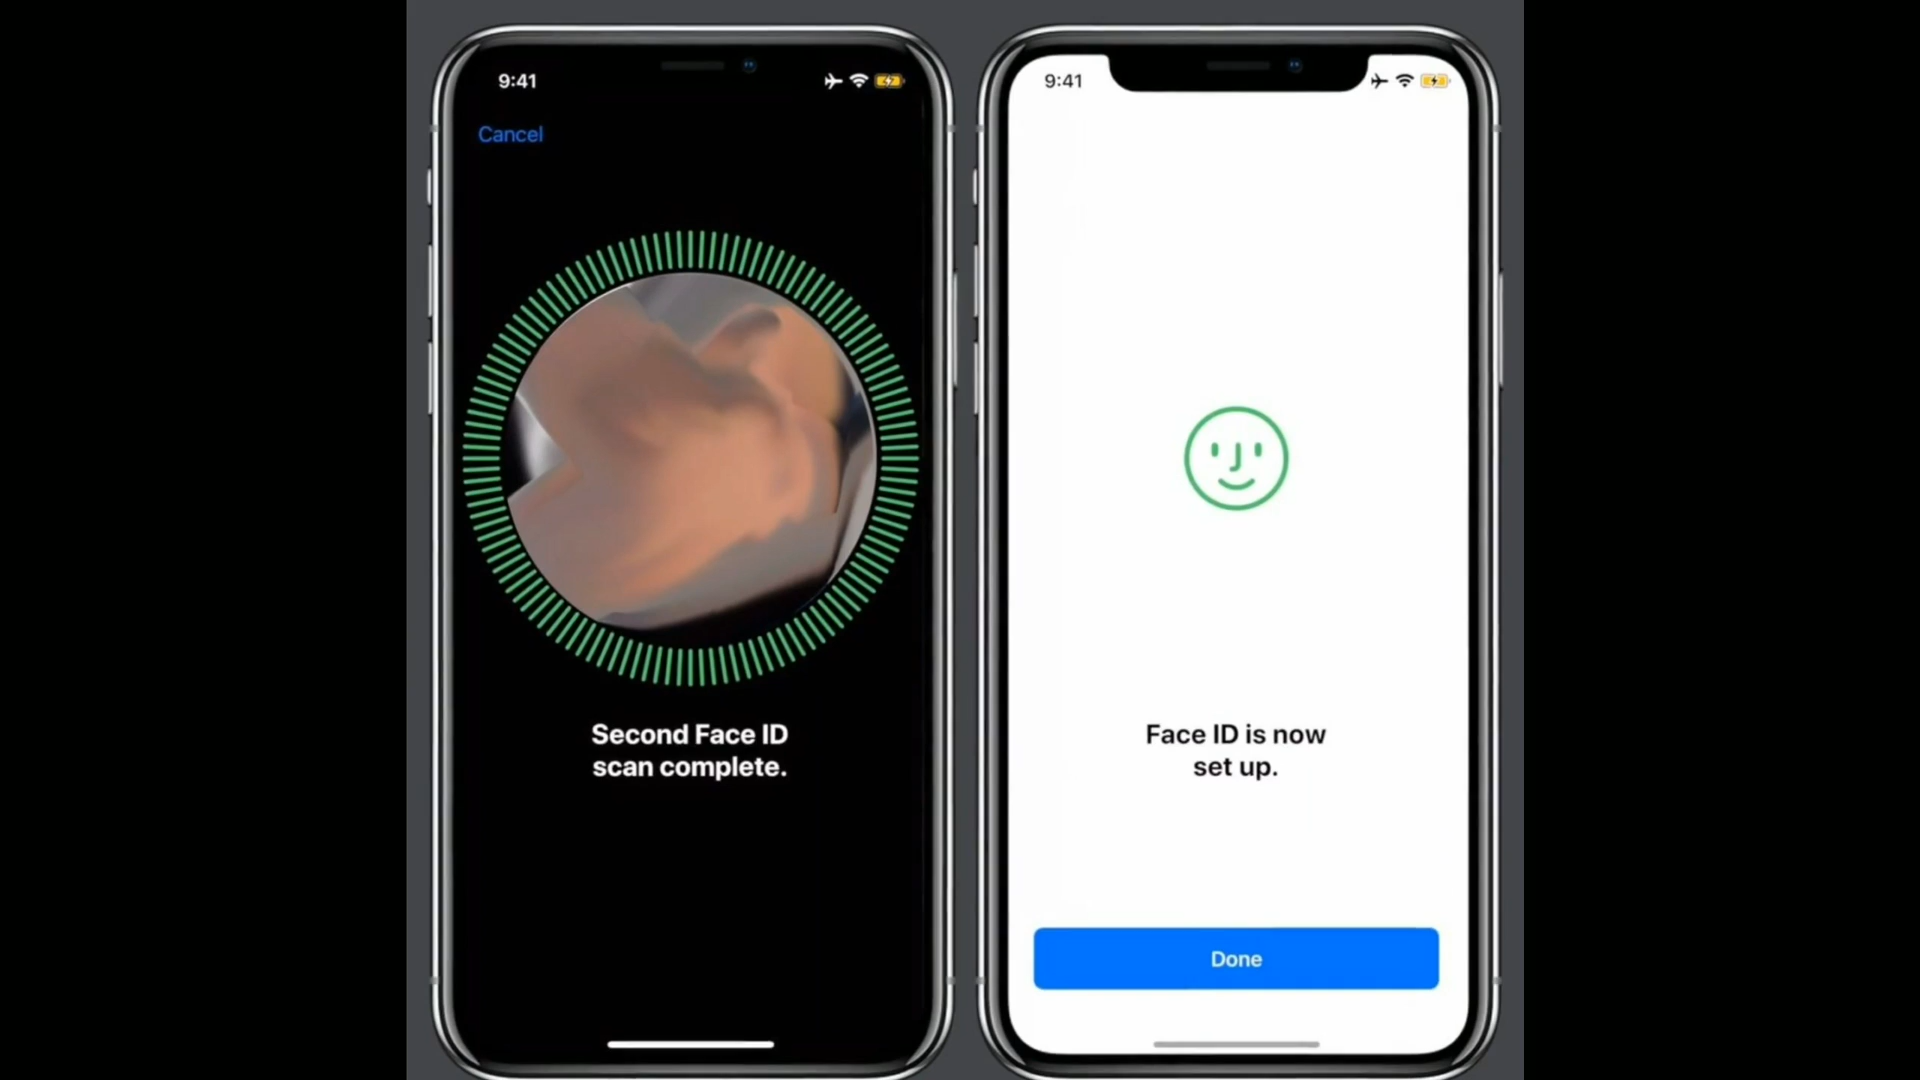 9:41
Cancel
Second Face ID
scan complete.
9:41
Face ID is now
set up.
Done